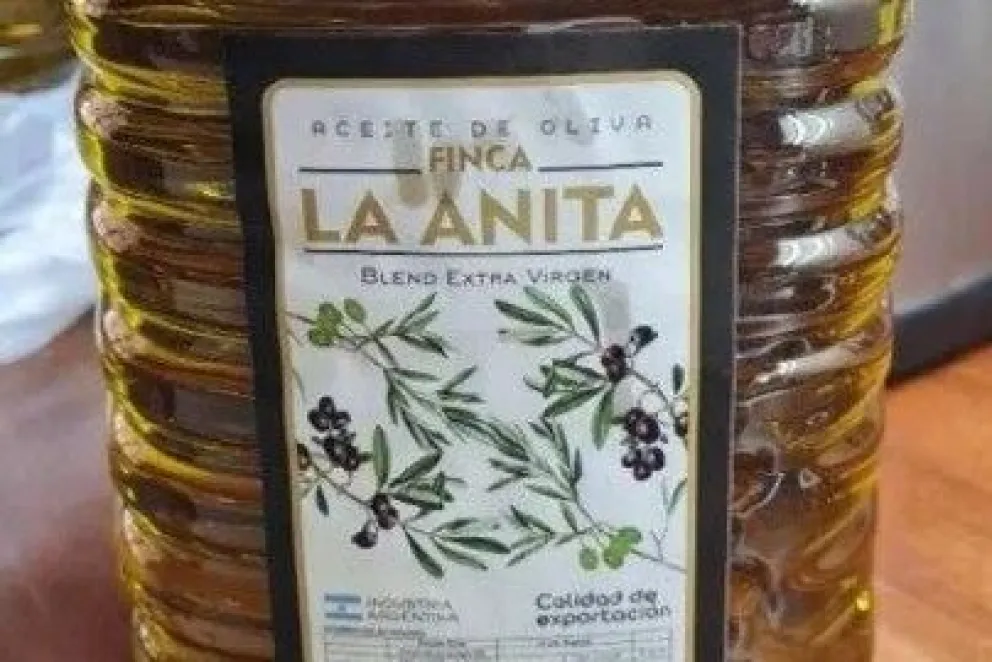 ACEITE DE OLIVA
FINCA
LA ANITA
BLEND EXTRA VIRGEN
INDUSTRIA
ARGENTINA
Calidad de
exportación